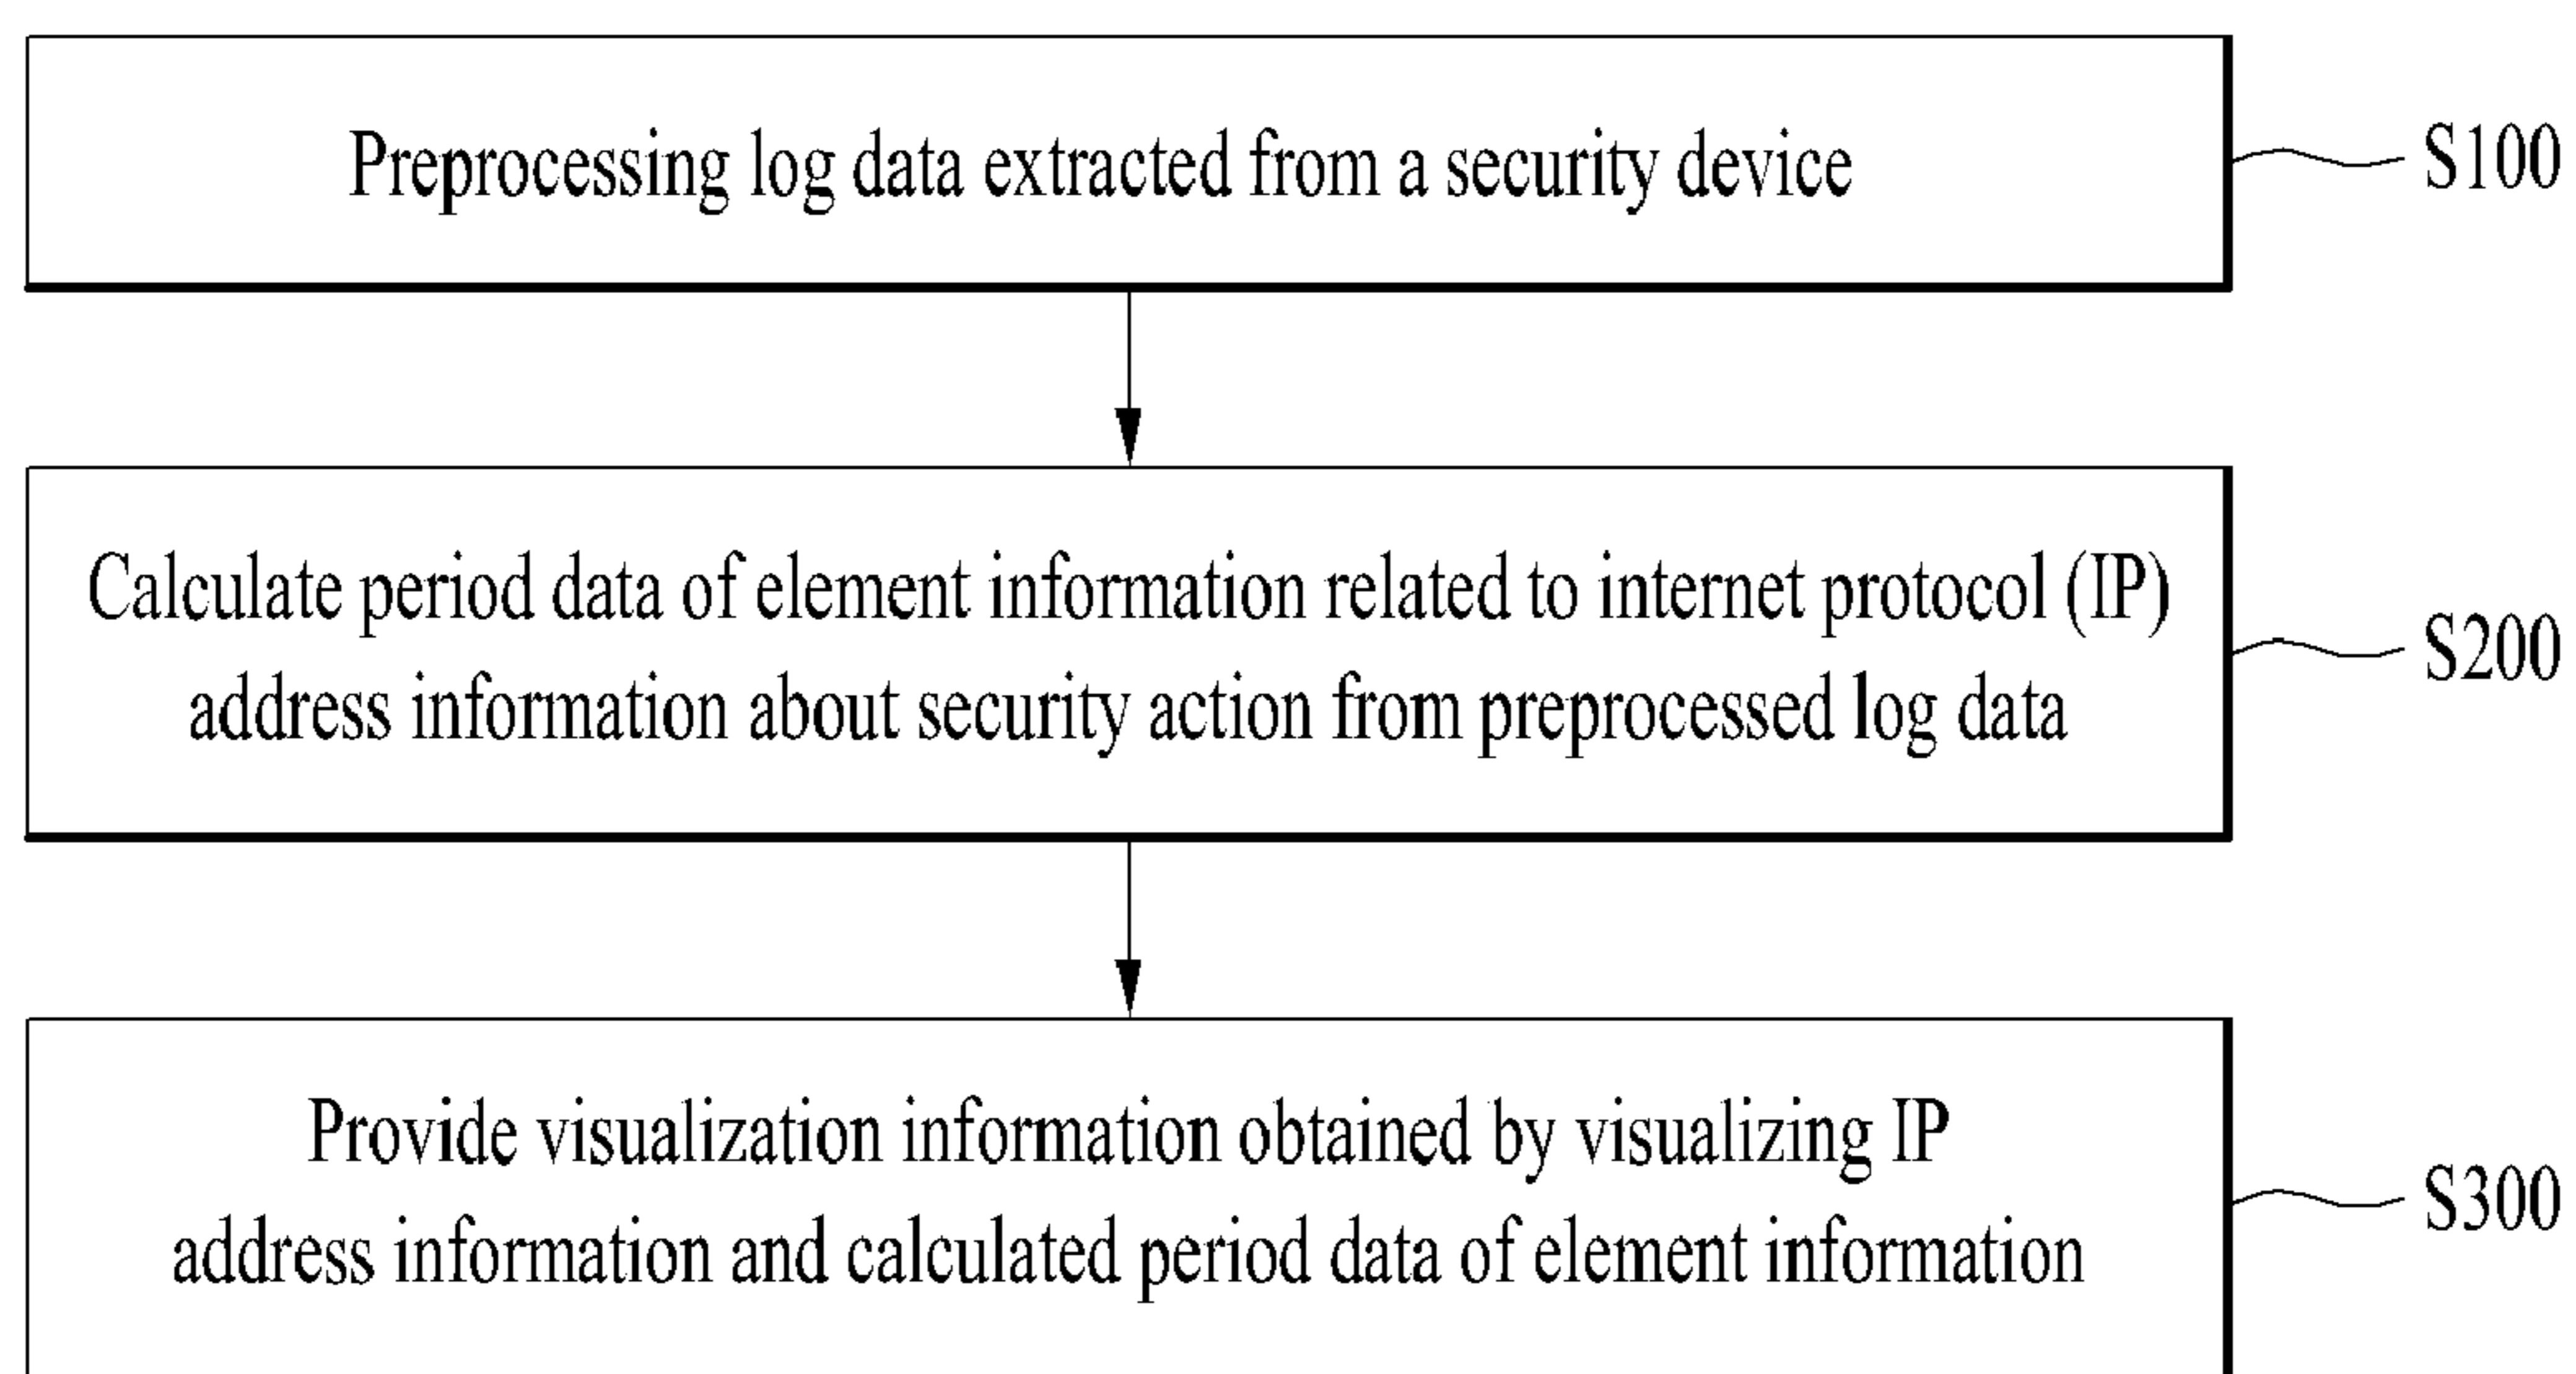 Preprocessing log data extracted from a security device
S100
Calculate period data of element information related to internet protocol (IP)
address information about security action from preprocessed log data
S200
Provide visualization information obtained by visualizing IP
address information and calculated period data of element information
S300